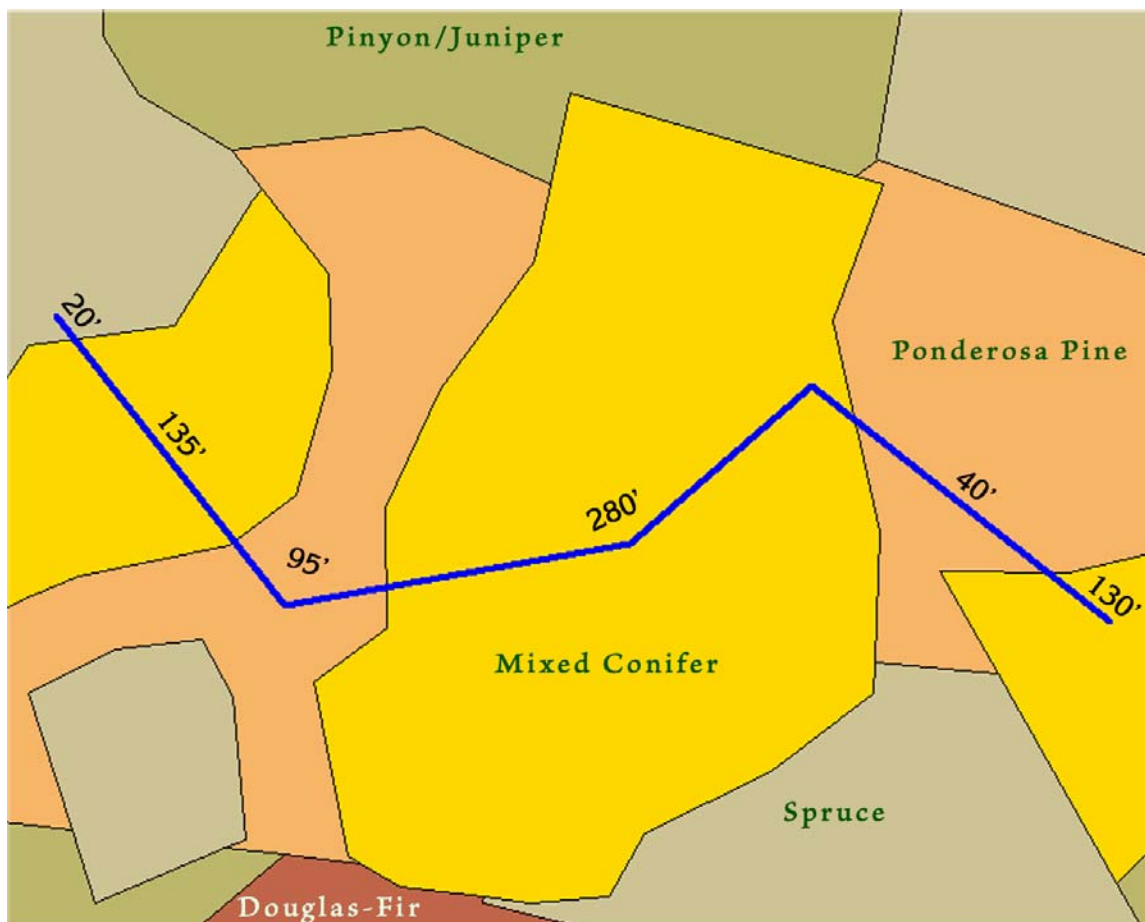 Pinyon/Juniper
20'
Ponderosa Pine
135'
40'
280'
95'
130'
Mixed Conifer
Spruce
Douglas-Fir